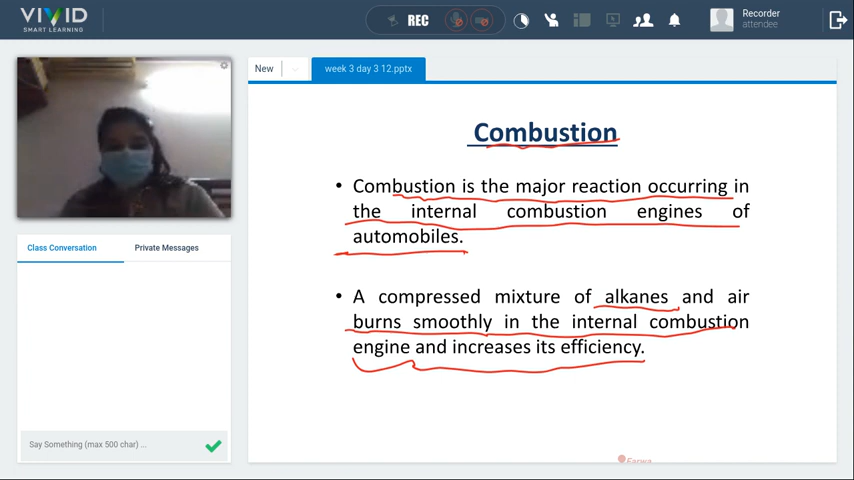 VIVID
SMART LEARNING
REC
Recorder
attendee
New
week 3 day 3 12.pptx
Combustion
• Combustion is the major reaction occurring in
the internal combustion engines of
automobiles.
• A compressed mixture of alkanes and air
burns smoothly in the internal combustion
engine and increases its efficiency.
Class Conversation
Private Messages
Say Something (max 500 char) ...
Farwa